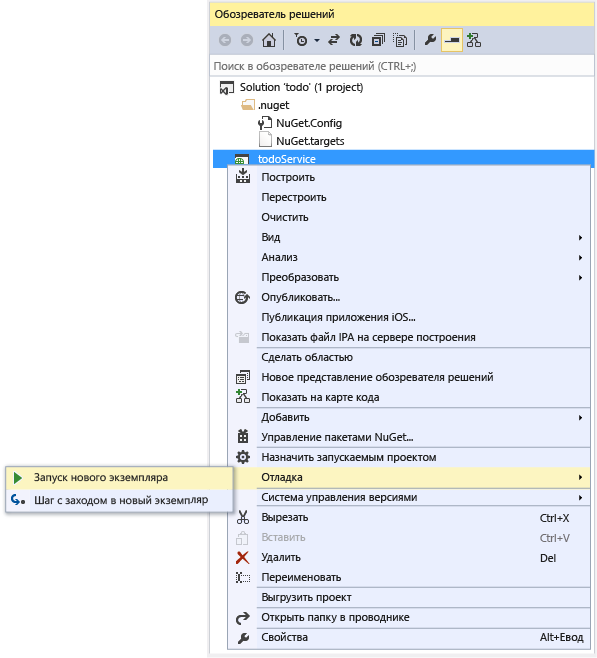 Обозреватель решений
Поиск в обозревателе решений (CTRL+;)
Solution 'todo' (1 project)
.nuget
NuGet.Config
NuGet.targets
todoService
Построить
Перестроить
Очистить
Вид
Анализ
Преобразовать
Опубликовать...
Публикация приложения iOS...
Показать файл IPA на сервере построения
Сделать областью
Новое представление обозревателя решений
Показать на карте кода
Добавить
Управление пакетами NuGet...
Назначить запускаемым проектом
Отладка
Запуск нового экземпляра
Шаг с заходом в новый экземпляр
Система управления версиями
Вырезать Ctrl+X
Вставить Ctrl+V
Удалить Del
Переименовать
Выгрузить проект
Открыть папку в проводнике
Свойства Alt+Ввод